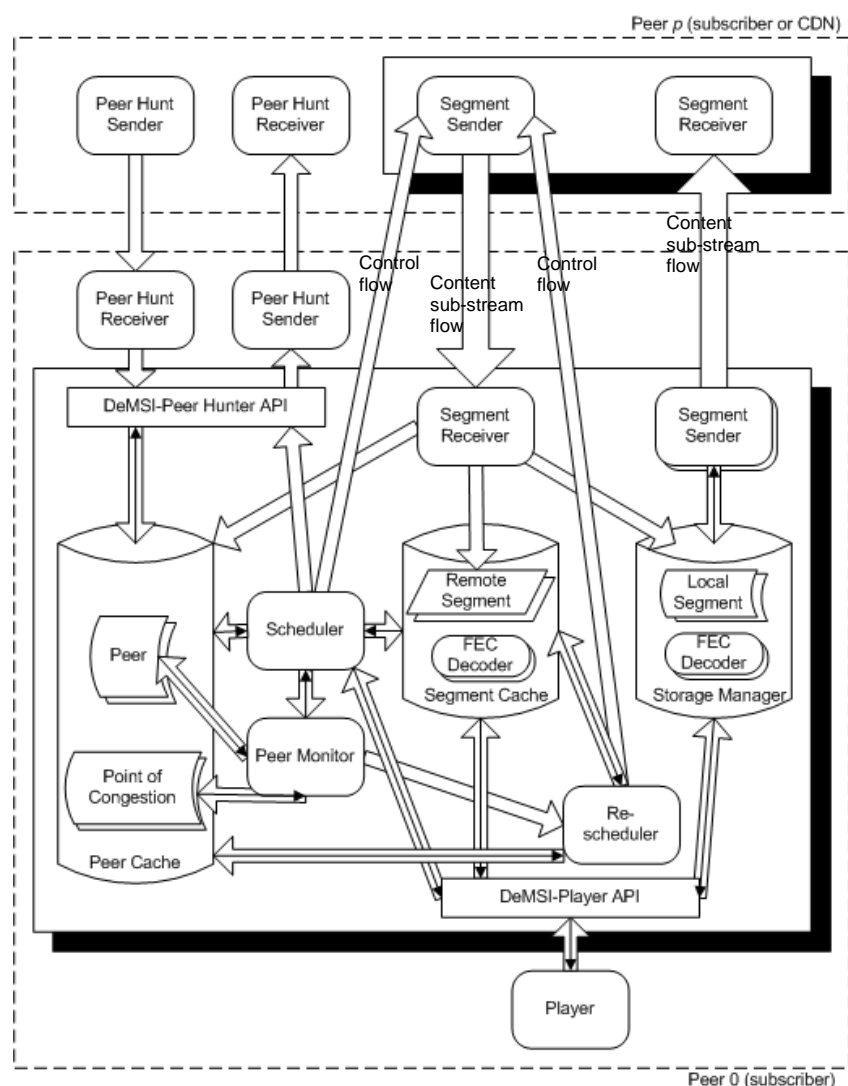 Peer p (subscriber or CDN)
Peer Hunt
Sender
Peer Hunt
Receiver
Segment
Sender
Segment
Receiver
Control
flow
Content
sub-stream
flow
Control
flow
Content
sub-stream
flow
Peer Hunt
Receiver
Peer Hunt
Sender
DeMSI-Peer Hunter API
Segment
Receiver
Segment
Sender
Peer
Scheduler
Remote
Segment
FEC
Decoder
Segment Cache
Local
Segment
FEC
Decoder
Storage Manager
Peer Monitor
Point of
Congestion
Peer Cache
Re-
scheduler
DeMSI-Player API
Player
Peer 0 (subscriber)